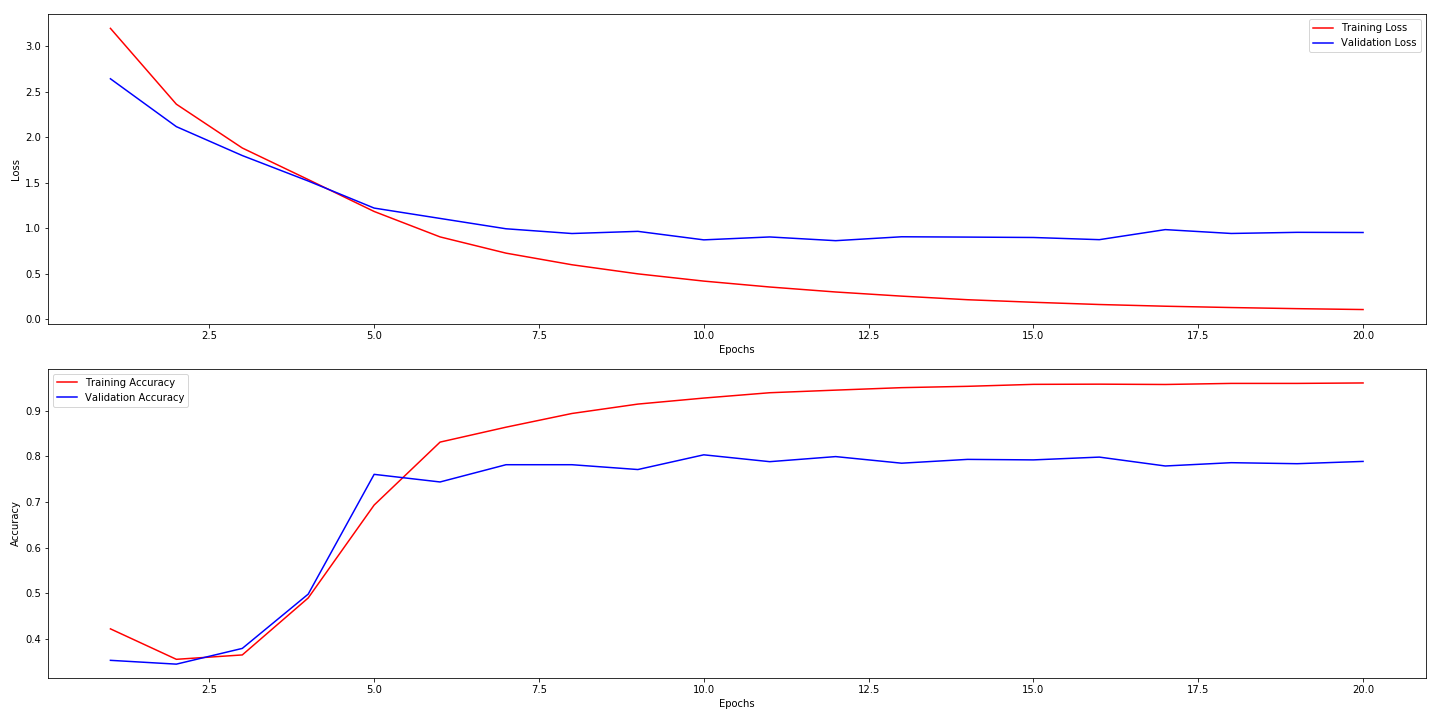 Training Loss
Validation Loss
3.0
2.5
2.0
1.5
1.0
0.5
0.0
Loss
2.5 5.0 7.5 10.0 12.5 15.0 17.5 20.0
Epochs
Training Accuracy
Validation Accuracy
0.9
0.8
0.7
0.6
0.5
0.4
Accuracy
2.5 5.0 7.5 10.0 12.5 15.0 17.5 20.0
Epochs